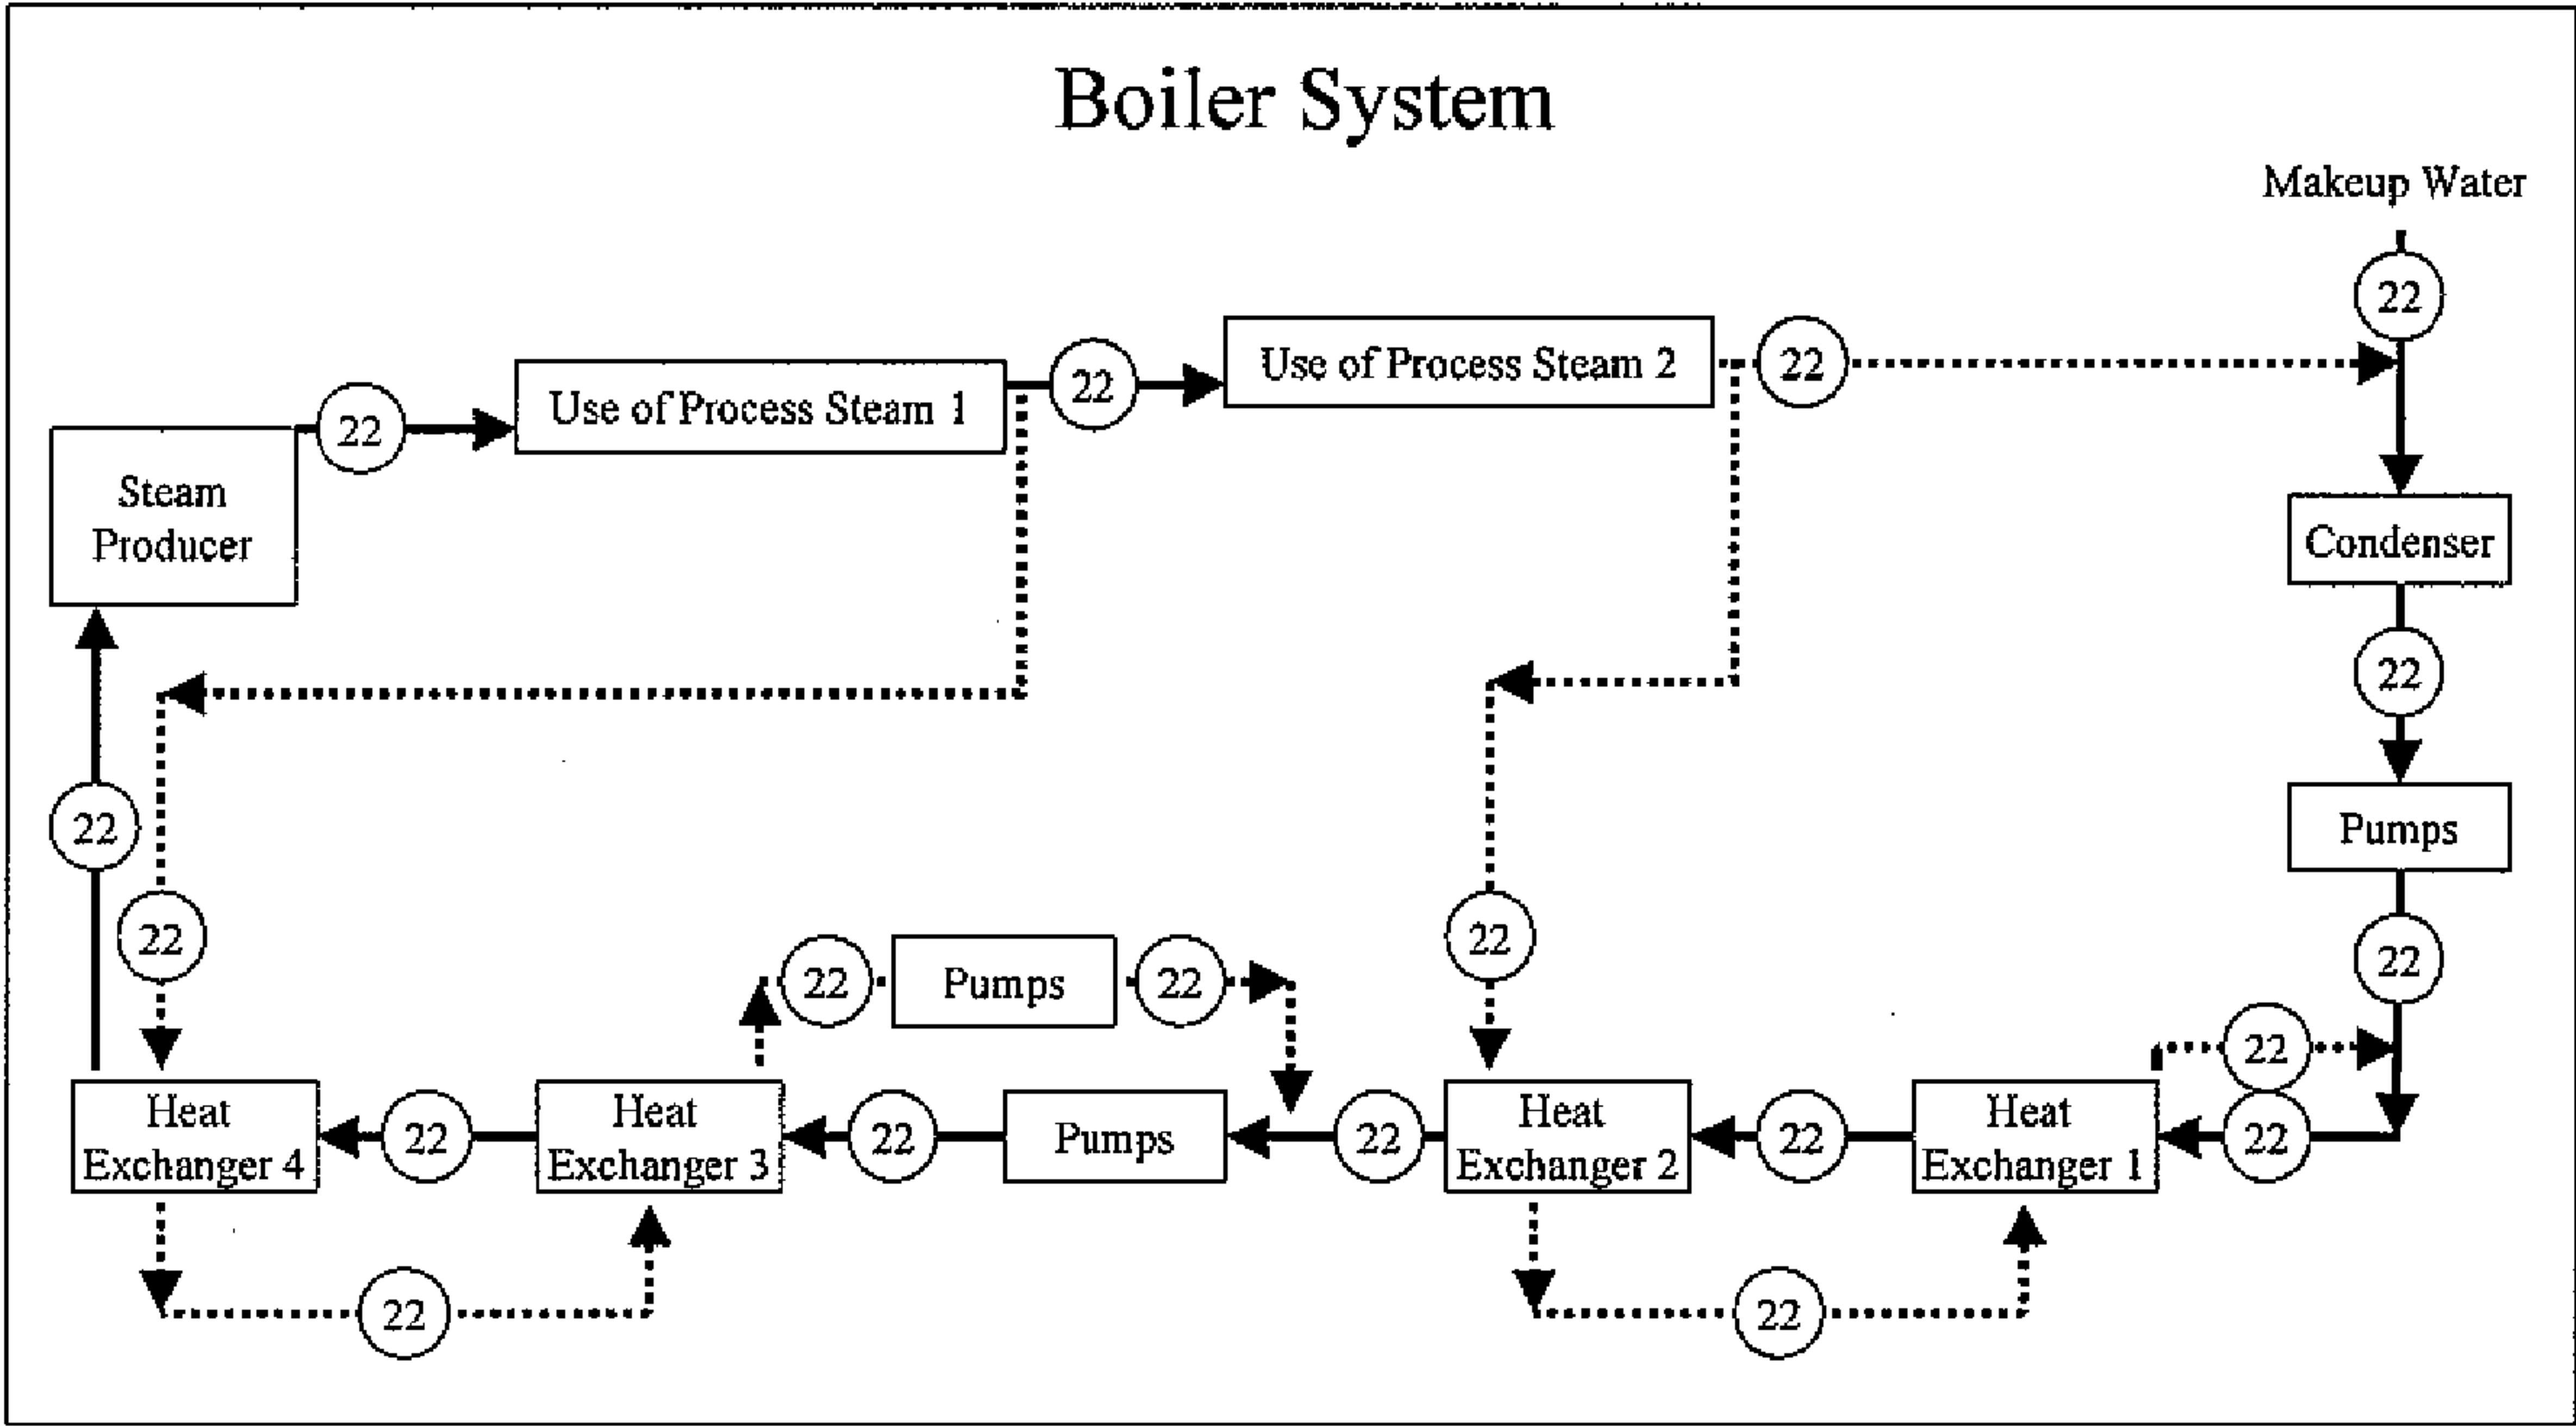 Boiler System
Makeup Water
22
Use of Process Steam 2
22
22
Use of Process Steam 1
22
Steam
Producer
Condenser
22
22
Pumps
22
22
22
22
Pumps
22
22
Heat
Exchanger 4
22
Heat
Exchanger 3
22
Pumps
22
Heat
Exchanger 2
22
Heat
Exchanger 1
22
22
22